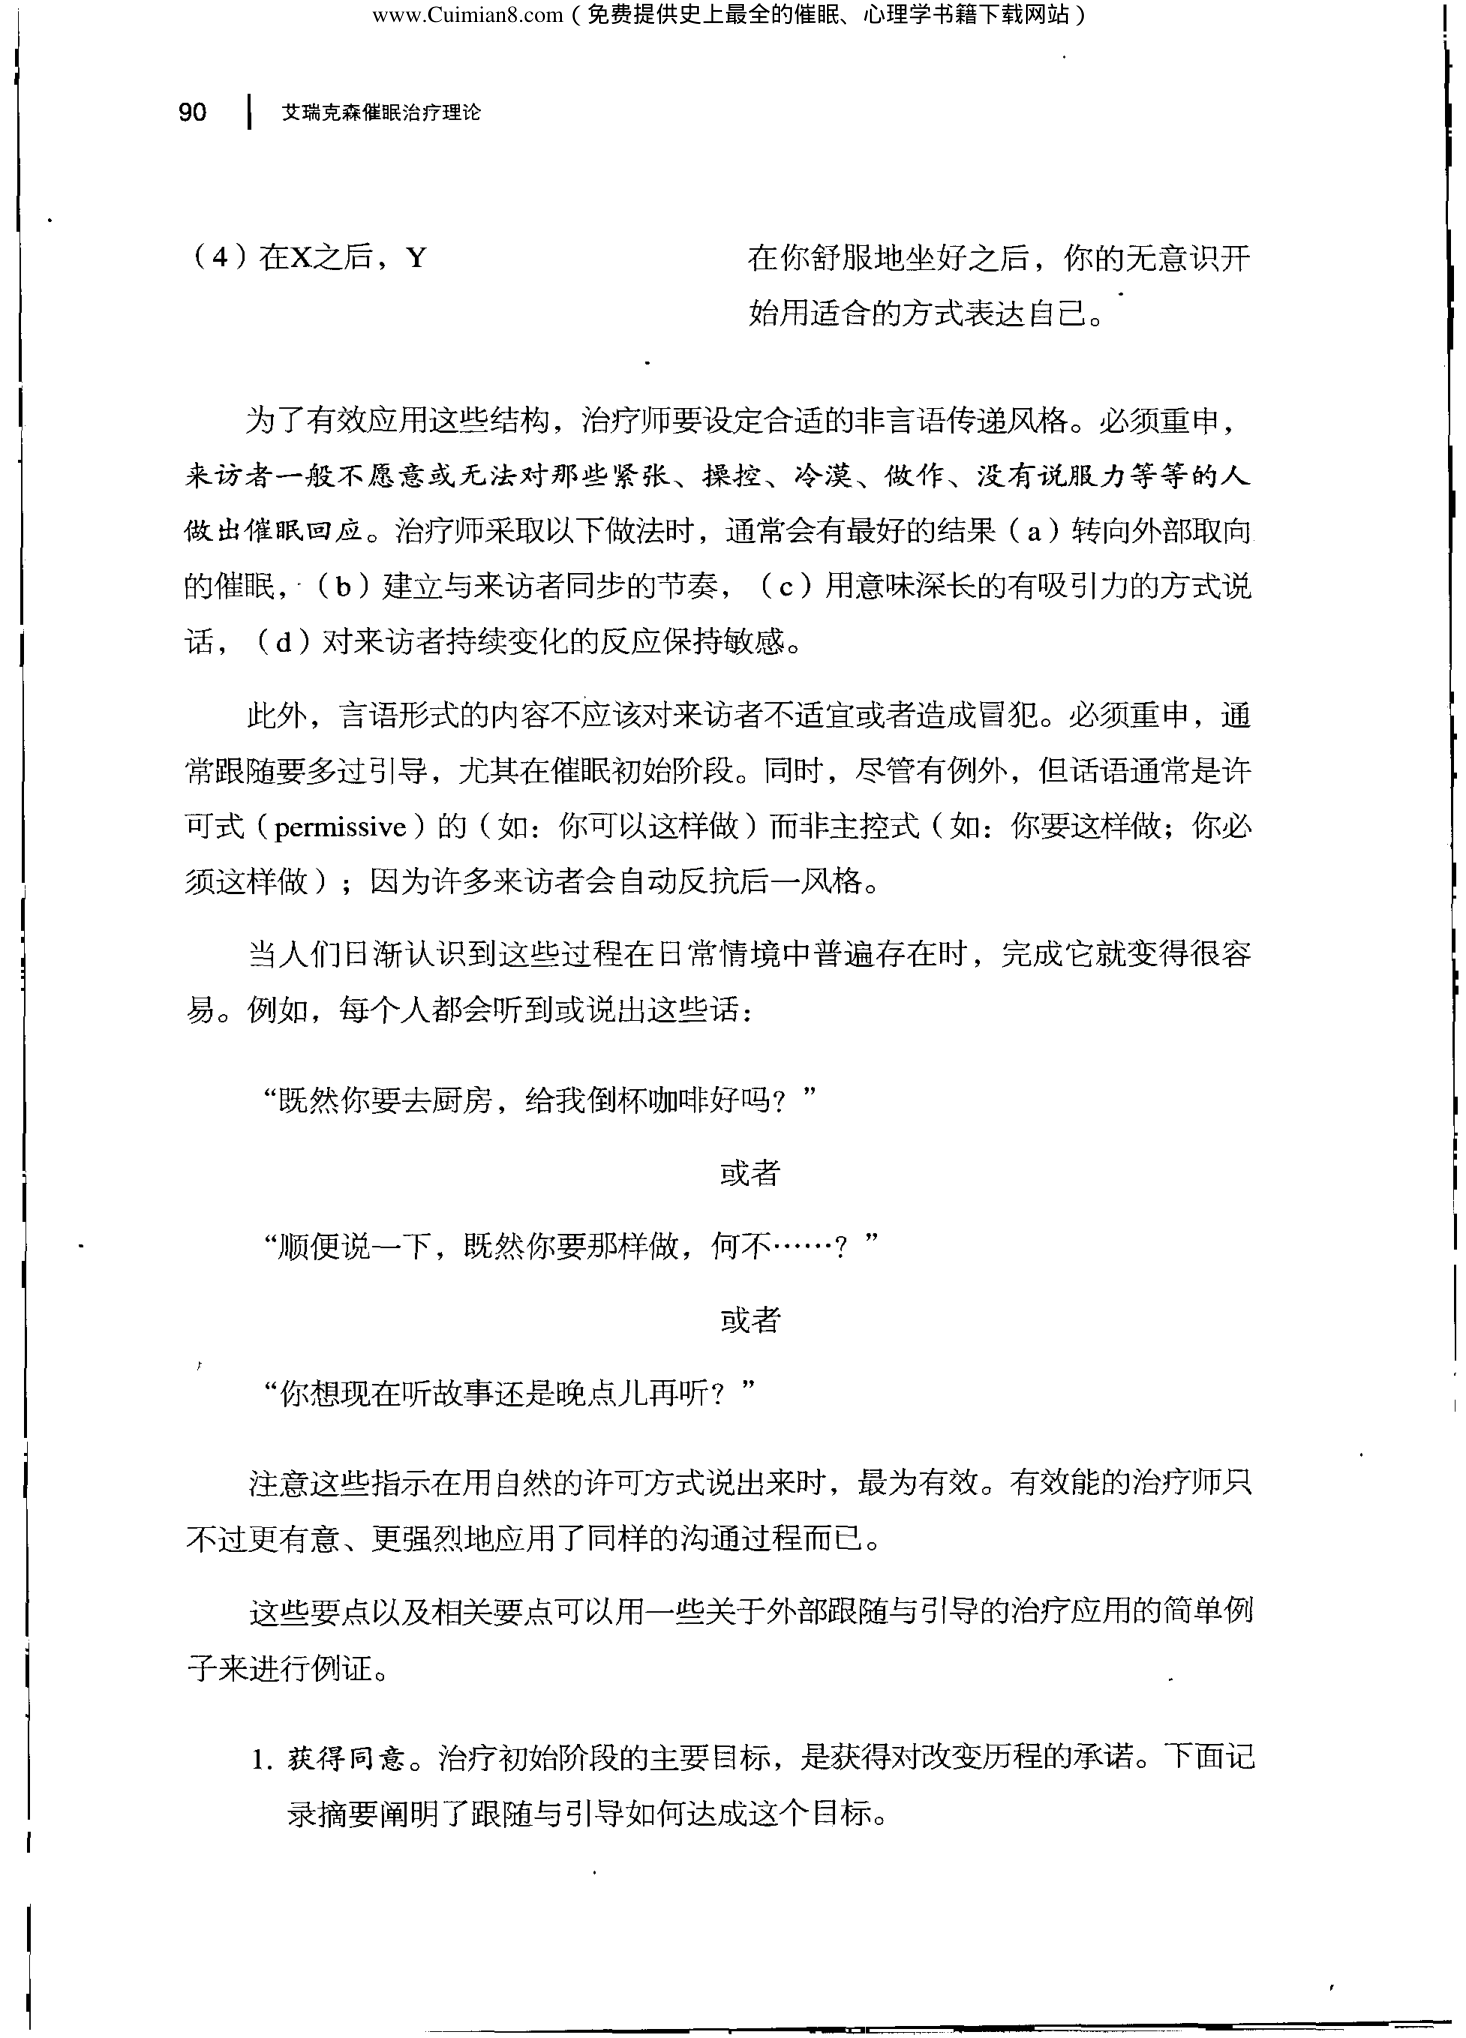 www.Cuimian8.com（免费提供史上最全的催眠、心理学书籍下载网站）
90 | 艾瑞克森催眠治疗理论
（4）在X之后，Y 在你舒服地坐好之后，你的无意识开
始用适合的方式表达自己。
为了有效应用这些结构，治疗师要设定合适的非言语传递风格。必须重申，
来访者一般不愿意或无法对那些紧张、操控、冷漠、做作、没有说服力等等的人
做出催眠回应。治疗师采取以下做法时，通常会有最好的结果（a）转向外部取向
的催眠，（b）建立与来访者同步的节奏，（c）用意味深长的有吸引力的方式说
话，（d）对来访者持续变化的反应保持敏感。
此外，言语形式的内容不应该对来访者不适宜或者造成冒犯。必须重申，通
常跟随要多过引导，尤其在催眠初始阶段。同时，尽管有例外，但话语通常是许
可式（permissive）的（如：你可以这样做）而非主控式（如：你要这样做；你必
须这样做）；因为许多来访者会自动反抗后一风格。
当人们日渐认识到这些过程在日常情境中普遍存在时，完成它就变得很容
易。例如，每个人都会听到或说出这些话：
“既然你要去厨房，给我倒杯咖啡好吗？”
或者
“顺便说一下，既然你要那样做，何不……？”
或者
“你想现在听故事还是晚点儿再听？”
注意这些指示在用自然的许可方式说出来时，最为有效。有效能的治疗师只
不过更有意、更强烈地应用了同样的沟通过程而已。
这些要点以及相关要点可以用一些关于外部跟随与引导的治疗应用的简单例
子来进行例证。
1. 获得同意。治疗初始阶段的主要目标，是获得对改变历程的承诺。下面记
录摘要阐明了跟随与引导如何达成这个目标。